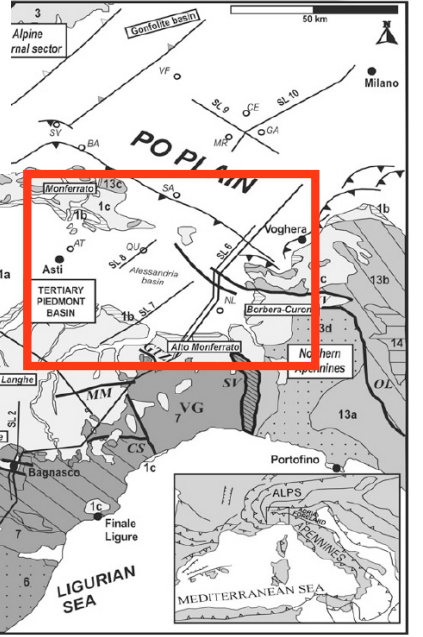 3
Alpine
rnal sector
Gonfolite basin
50 km
N
VF
Milano
SL 9
SL 10
CE
GA
MR
SV
BA
PO PLAIN
Monferrato
13c
1c
SA
1b
1b
Voghera
AT
Asti
QU
SL 8
SL 6
Alessandria
basin
1a
TERTIARY
PIEDMONT
BASIN
c
13b
NL
V
Borbera-Curon
1b
SL 7
3d
Alto Monferrato
Northern
Apennines
14
Langhe
MM
SV
OL
VG
7
13a
SL 2
CS
1c
Portofino
Bagnasco
1c
Finale
Ligure
7
6
LIGURIAN
SEA
ALPS
APENNINES
MEDITERRANEAN SEA